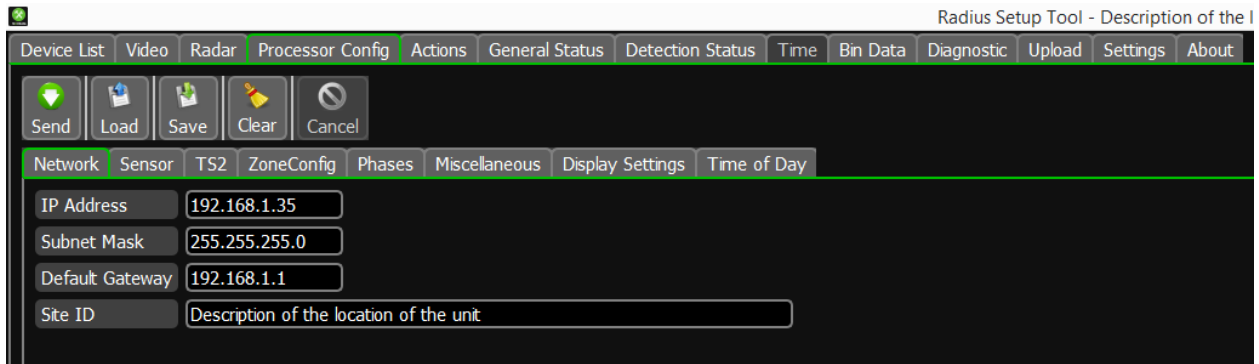 Radius Setup Tool - Description of the l
Device List Video Radar Processor Config Actions General Status Detection Status Time Bin Data Diagnostic Upload Settings About
Send Load Save Clear Cancel
Network Sensor TS2 ZoneConfig Phases Miscellaneous Display Settings Time of Day
IP Address 192.168.1.35
Subnet Mask 255.255.255.0
Default Gateway 192.168.1.1
Site ID Description of the location of the unit